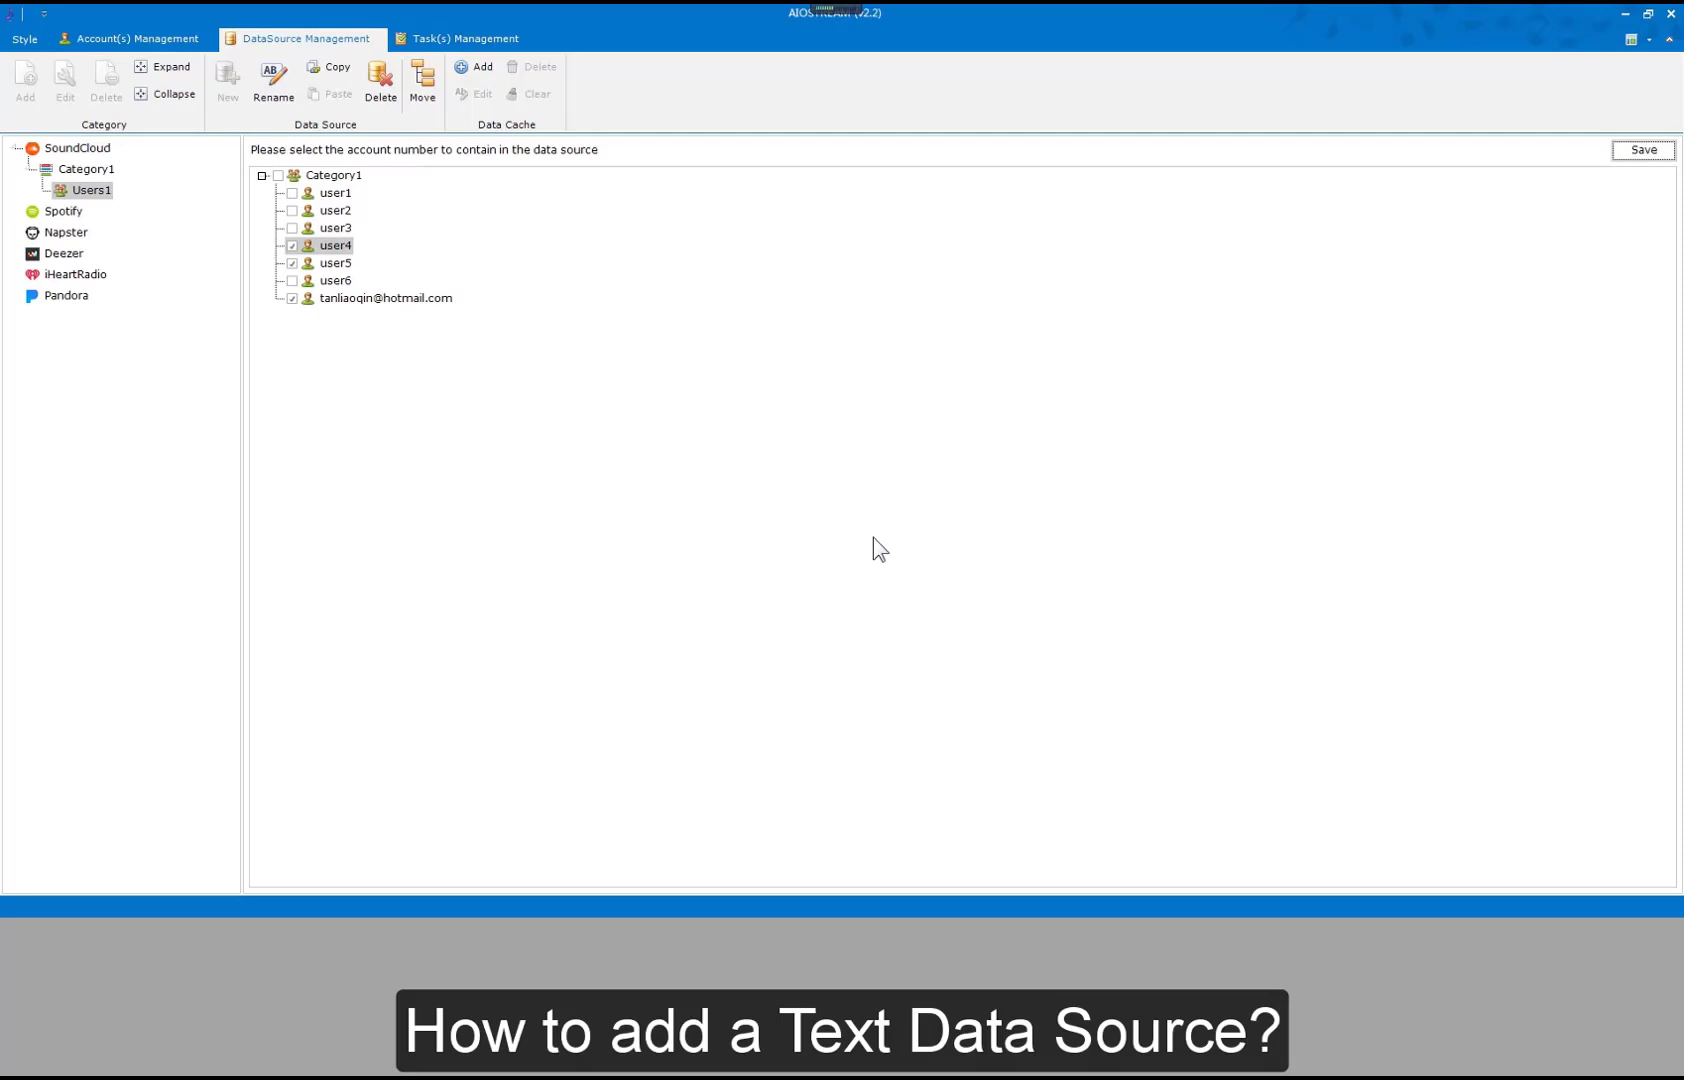 AIOSTREAM (v2.2)
Style
Account(s) Management
DataSource Management
Task(s) Management
Add
Edit
Delete
Expand
Collapse
New
Rename
Copy
Paste
Delete
Move
Add
Delete
Edit
Clear
Category
Data Source
Data Cache
SoundCloud
Category1
Users1
Spotify
Napster
Deezer
iHeartRadio
Pandora
Please select the account number to contain in the data source
Save
Category1
user1
user2
user3
user4
user5
user6
tanliaoqin@hotmail.com
How to add a Text Data Source?